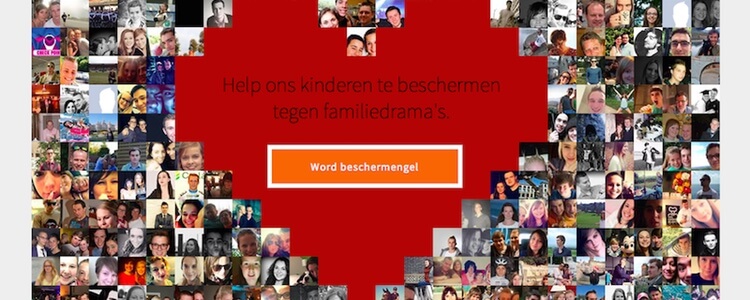 Help ons kinderen te beschermen
tegen familiedrama's.
Word beschermengel